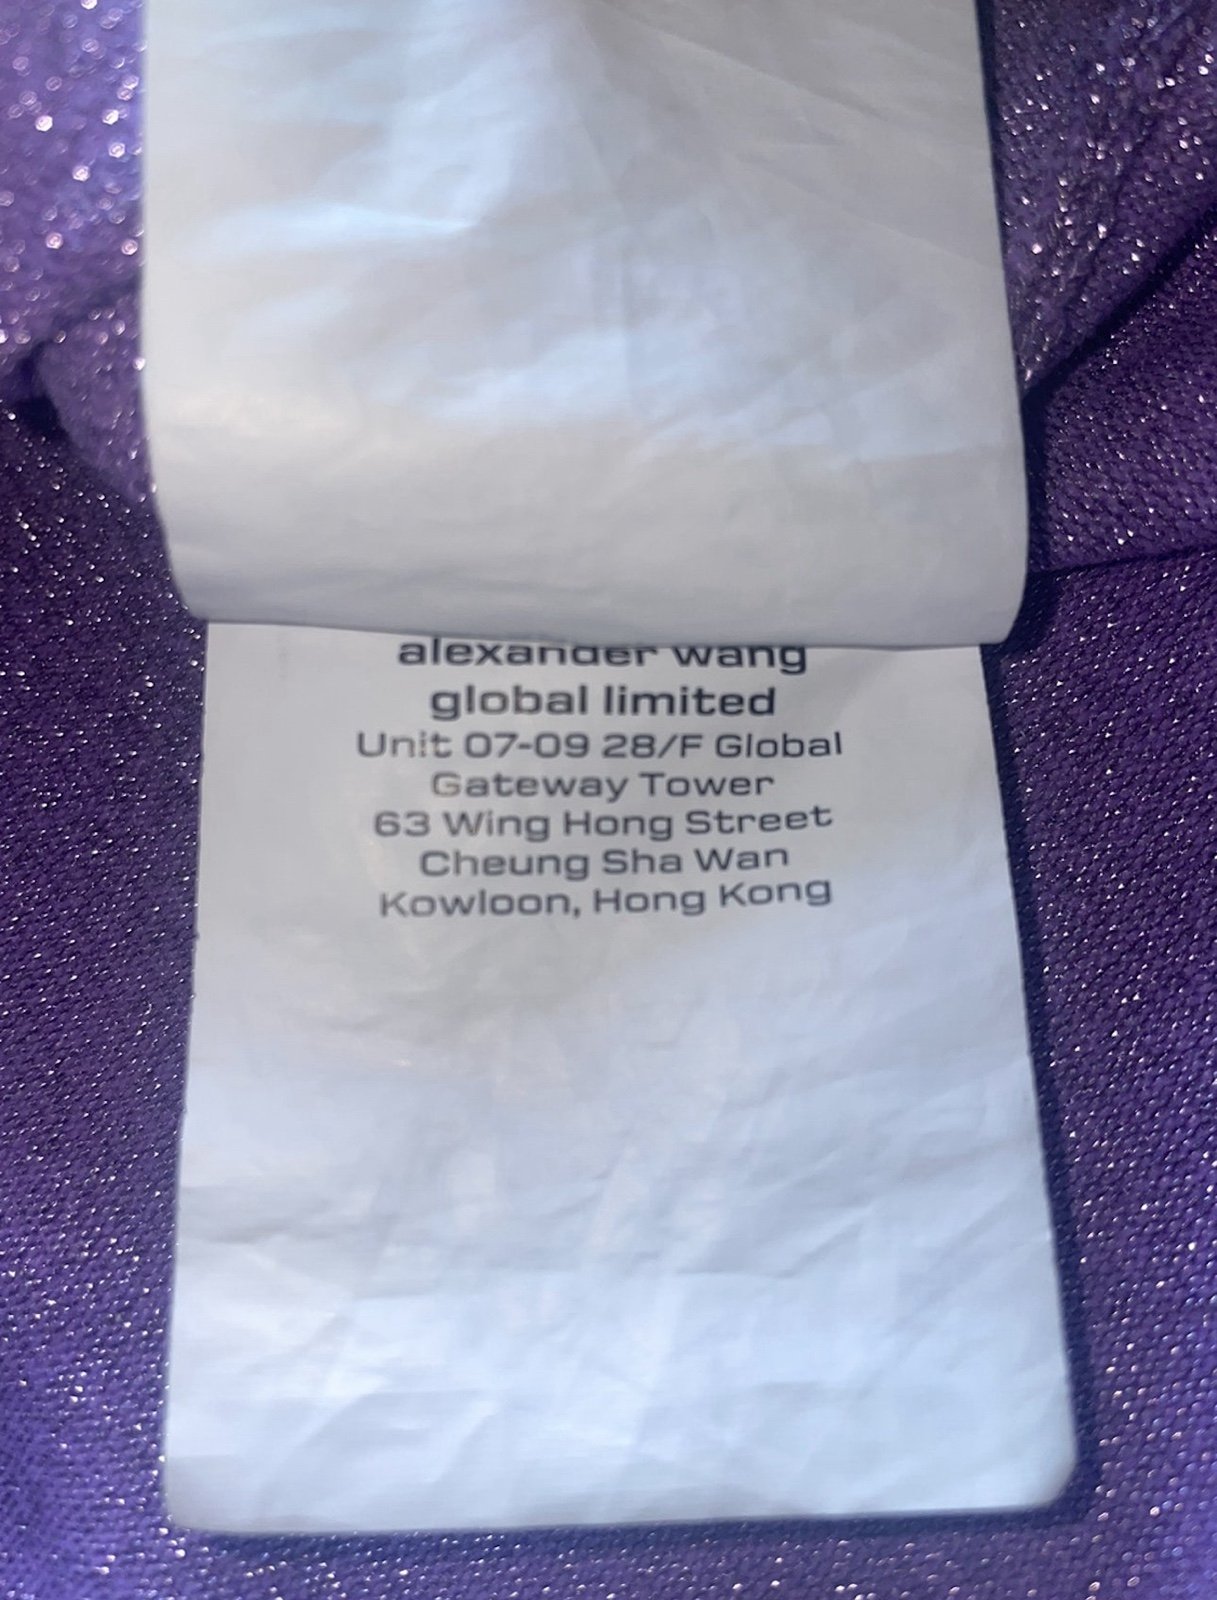 alexander wang
global limited
Unit 07-09 28/F Global
Gateway Tower
63 Wing Hong Street
Cheung Sha Wan
Kowloon, Hong Kong